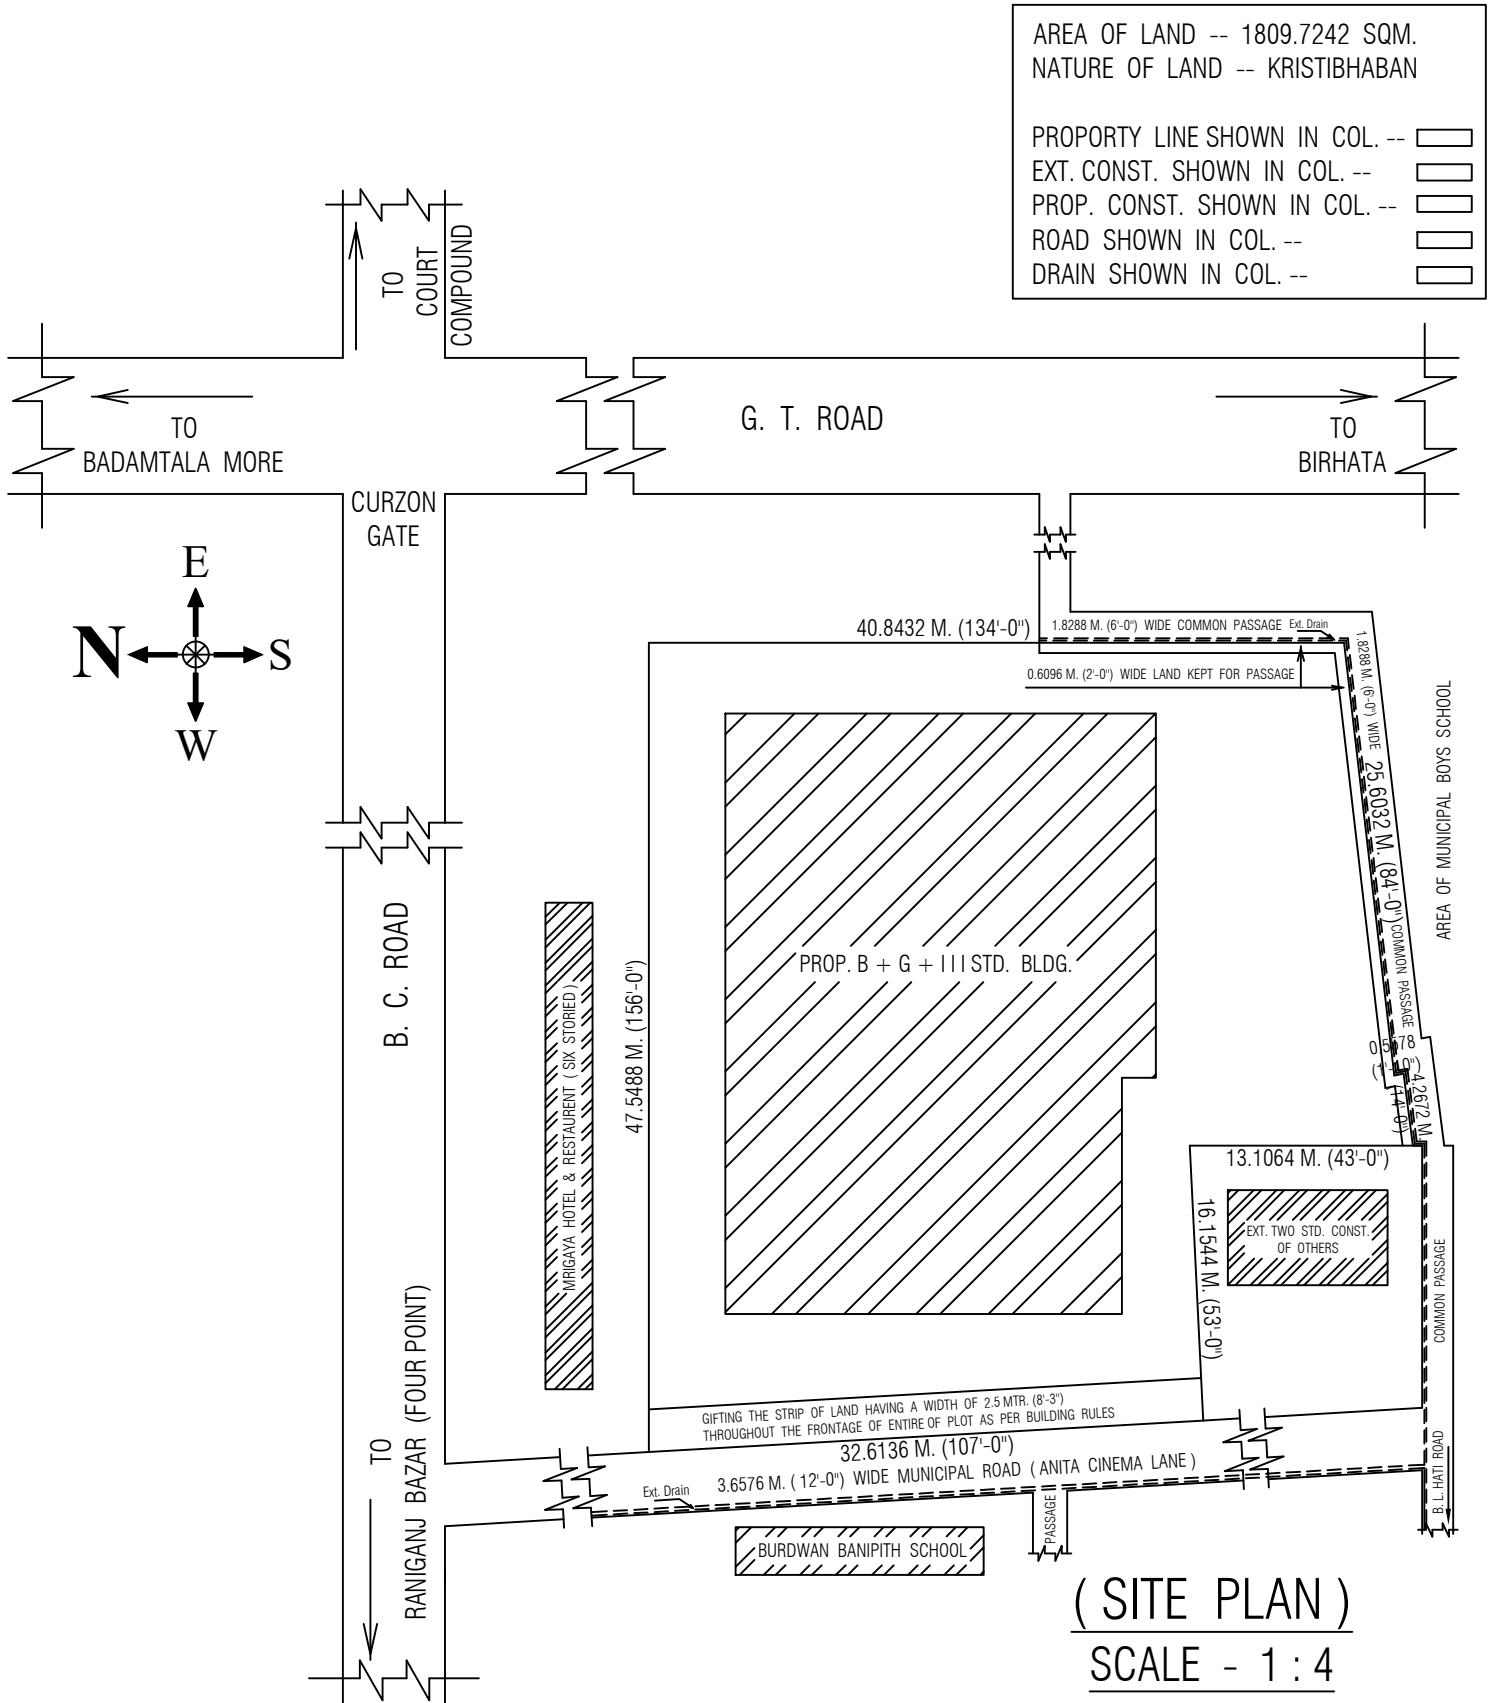 AREA OF LAND -- 1809.7242 SQM.
NATURE OF LAND -- KRISTIBHABAN
PROPORTY LINE SHOWN IN COL. --
EXT. CONST. SHOWN IN COL. --
PROP. CONST. SHOWN IN COL. --
ROAD SHOWN IN COL. --
DRAIN SHOWN IN COL. --
TO
COURT
COMPOUND
G. T. ROAD
TO
BADAMTALA MORE
TO
BIRHATA
CURZON
GATE
E
N
S
W
40.8432 M. (134'-0")
1.8288 M. (6'-0") WIDE COMMON PASSAGE
Ext. Drain
0.6096 M. (2'-0") WIDE LAND KEPT FOR PASSAGE
1.8288 M. (6'-0") WIDE
25.6032 M. (84'-0")
COMMON PASSAGE
AREA OF MUNICIPAL BOYS SCHOOL
B. C. ROAD
MRIGAYA HOTEL & RESTAURENT ( SIX STORIED )
47.5488 M. (156'-0")
PROP. B + G + III STD. BLDG.
4.2672 M.
(14'-0")
13.1064 M. (43'-0")
16.1544 M. (53'-0")
EXT. TWO STD. CONST.
OF OTHERS
COMMON PASSAGE
TO
RANIGANJ BAZAR (FOUR POINT)
GIFTING THE STRIP OF LAND HAVING A WIDTH OF 2.5 MTR. (8'-3")
THROUGHOUT THE FRONTAGE OF ENTIRE OF PLOT AS PER BUILDING RULES
32.6136 M. (107'-0")
3.6576 M. ( 12'-0") WIDE MUNICIPAL ROAD ( ANITA CINEMA LANE )
Ext. Drain
B. L. HATI ROAD
PASSAGE
BURDWAN BANIPITH SCHOOL
( SITE PLAN )
SCALE - 1 : 4